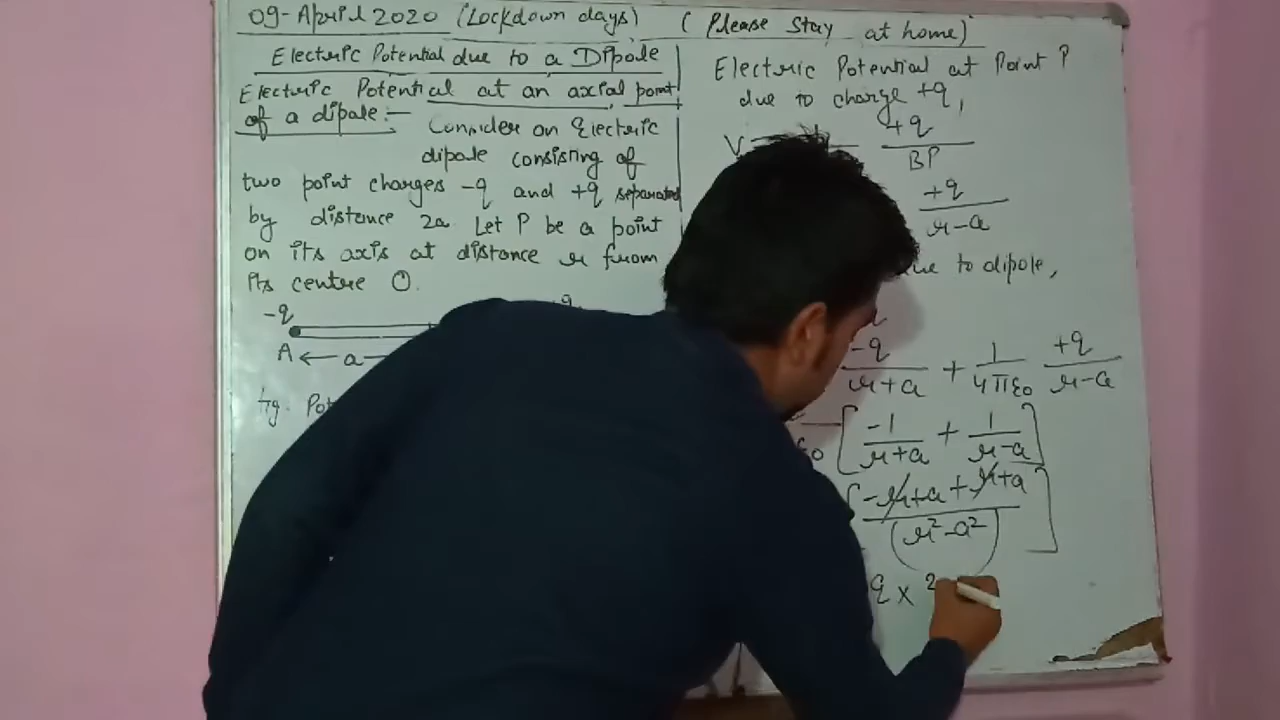 09-April 2020 (Lockdown days) (Please Stay at home)
Electric Potential due to a Dipole
Electric Potential at an axial point
of a dipole:-
Consider an Electric
dipole consisting of
two point charges -q and +q separated
by distance 2a. Let P be a point
on its axis at distance r from
its centre O.
-q
A ← a
fig.
Electric Potential at Point P
due to charge +q,
V +q
BP
+q
r-a
due to dipole,
-q / r+a + 1 / 4πε0 +q / r-a
[ -1 / r+a + 1 / r-a ]
[ -r+a+r+a / (r²-a²) ]
q × 2